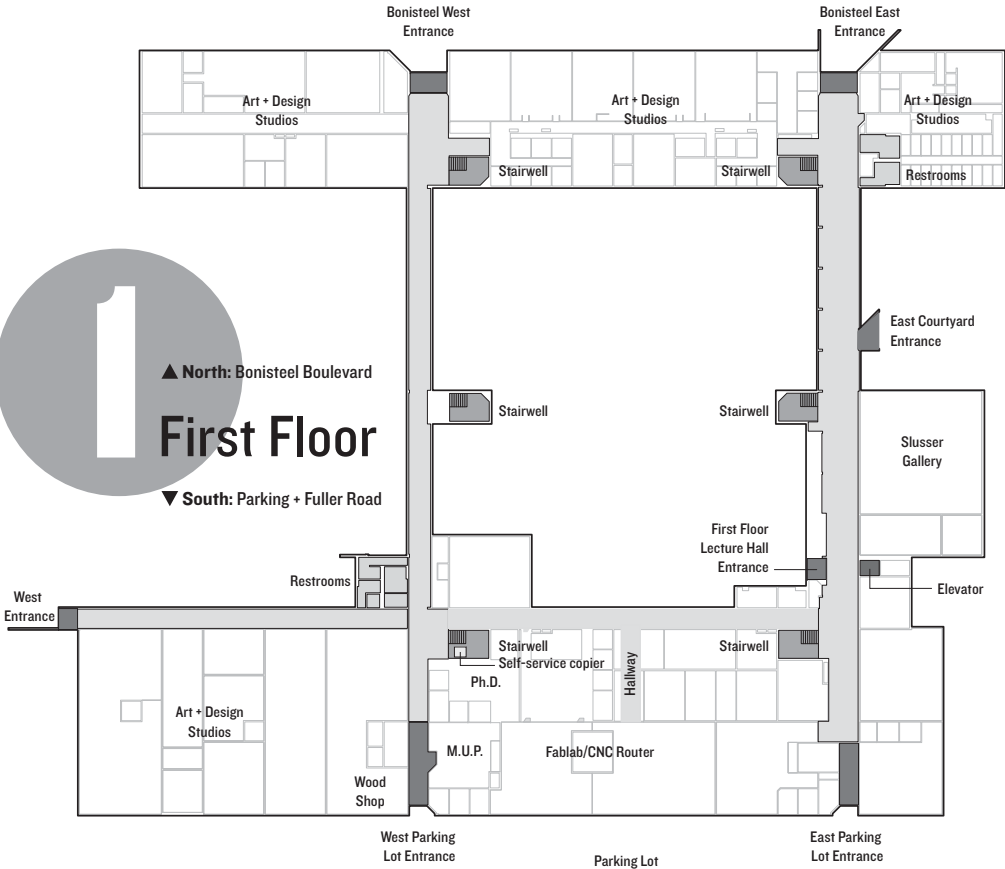 Bonisteel West
Entrance
Bonisteel East
Entrance
Art + Design
Studios
Art + Design
Studios
Art + Design
Studios
Stairwell
Stairwell
Restrooms
1
▲ North: Bonisteel Boulevard
First Floor
▼ South: Parking + Fuller Road
East Courtyard
Entrance
Stairwell
Stairwell
Slusser
Gallery
First Floor
Lecture Hall
Entrance
Restrooms
Elevator
West
Entrance
Stairwell
Self-service copier
Ph.D.
Hallway
Stairwell
Art + Design
Studios
M.U.P.
Fablab/CNC Router
Wood
Shop
West Parking
Lot Entrance
Parking Lot
East Parking
Lot Entrance